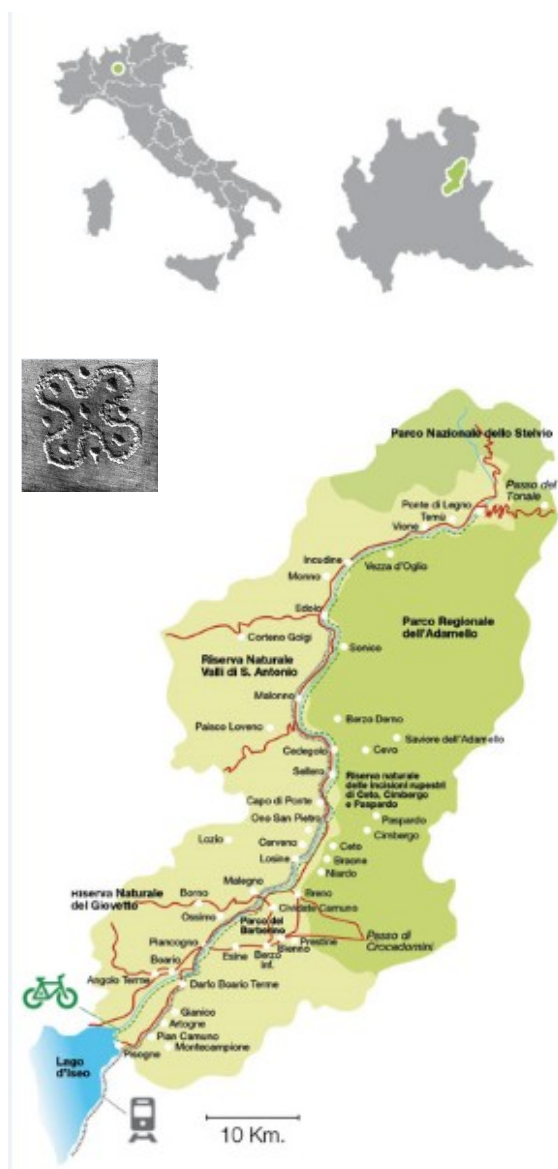 Parco Nazionale dello Stelvio
Passo del
Tonale
Ponte di Legno
Temù
Vione
Incudine
Vezza d'Oglio
Monno
Edolo
Parco Regionale
dell'Adamello
Corteno Golgi
Sonico
Riserva Naturale
Valli di S. Antonio
Malonno
Berzo Demo
Paisco Loveno
Saviore dell'Adamello
Cedegolo
Cevo
Sellero
Riserva naturale
delle incisioni rupestri
di Ceto, Cimbergo
e Paspardo
Capo di Ponte
Ono San Pietro
Paspardo
Cimbergo
Lozio
Cerveno
Ceto
Losine
Braone
Niardo
Malegno
Riserva Naturale
del Giovetto
Borno
Breno
Cividate Camuno
Ossimo
Parco del
Barberino
Passo di
Crocedomini
Piancogno
Prestine
Bienno
Esine
Berzo
Inf.
Boario
Angolo Terme
Darfo Boario Terme
Gianico
Artogne
Pian Camuno
Montecampione
Lago
d'Iseo
Pisogne
10 Km.